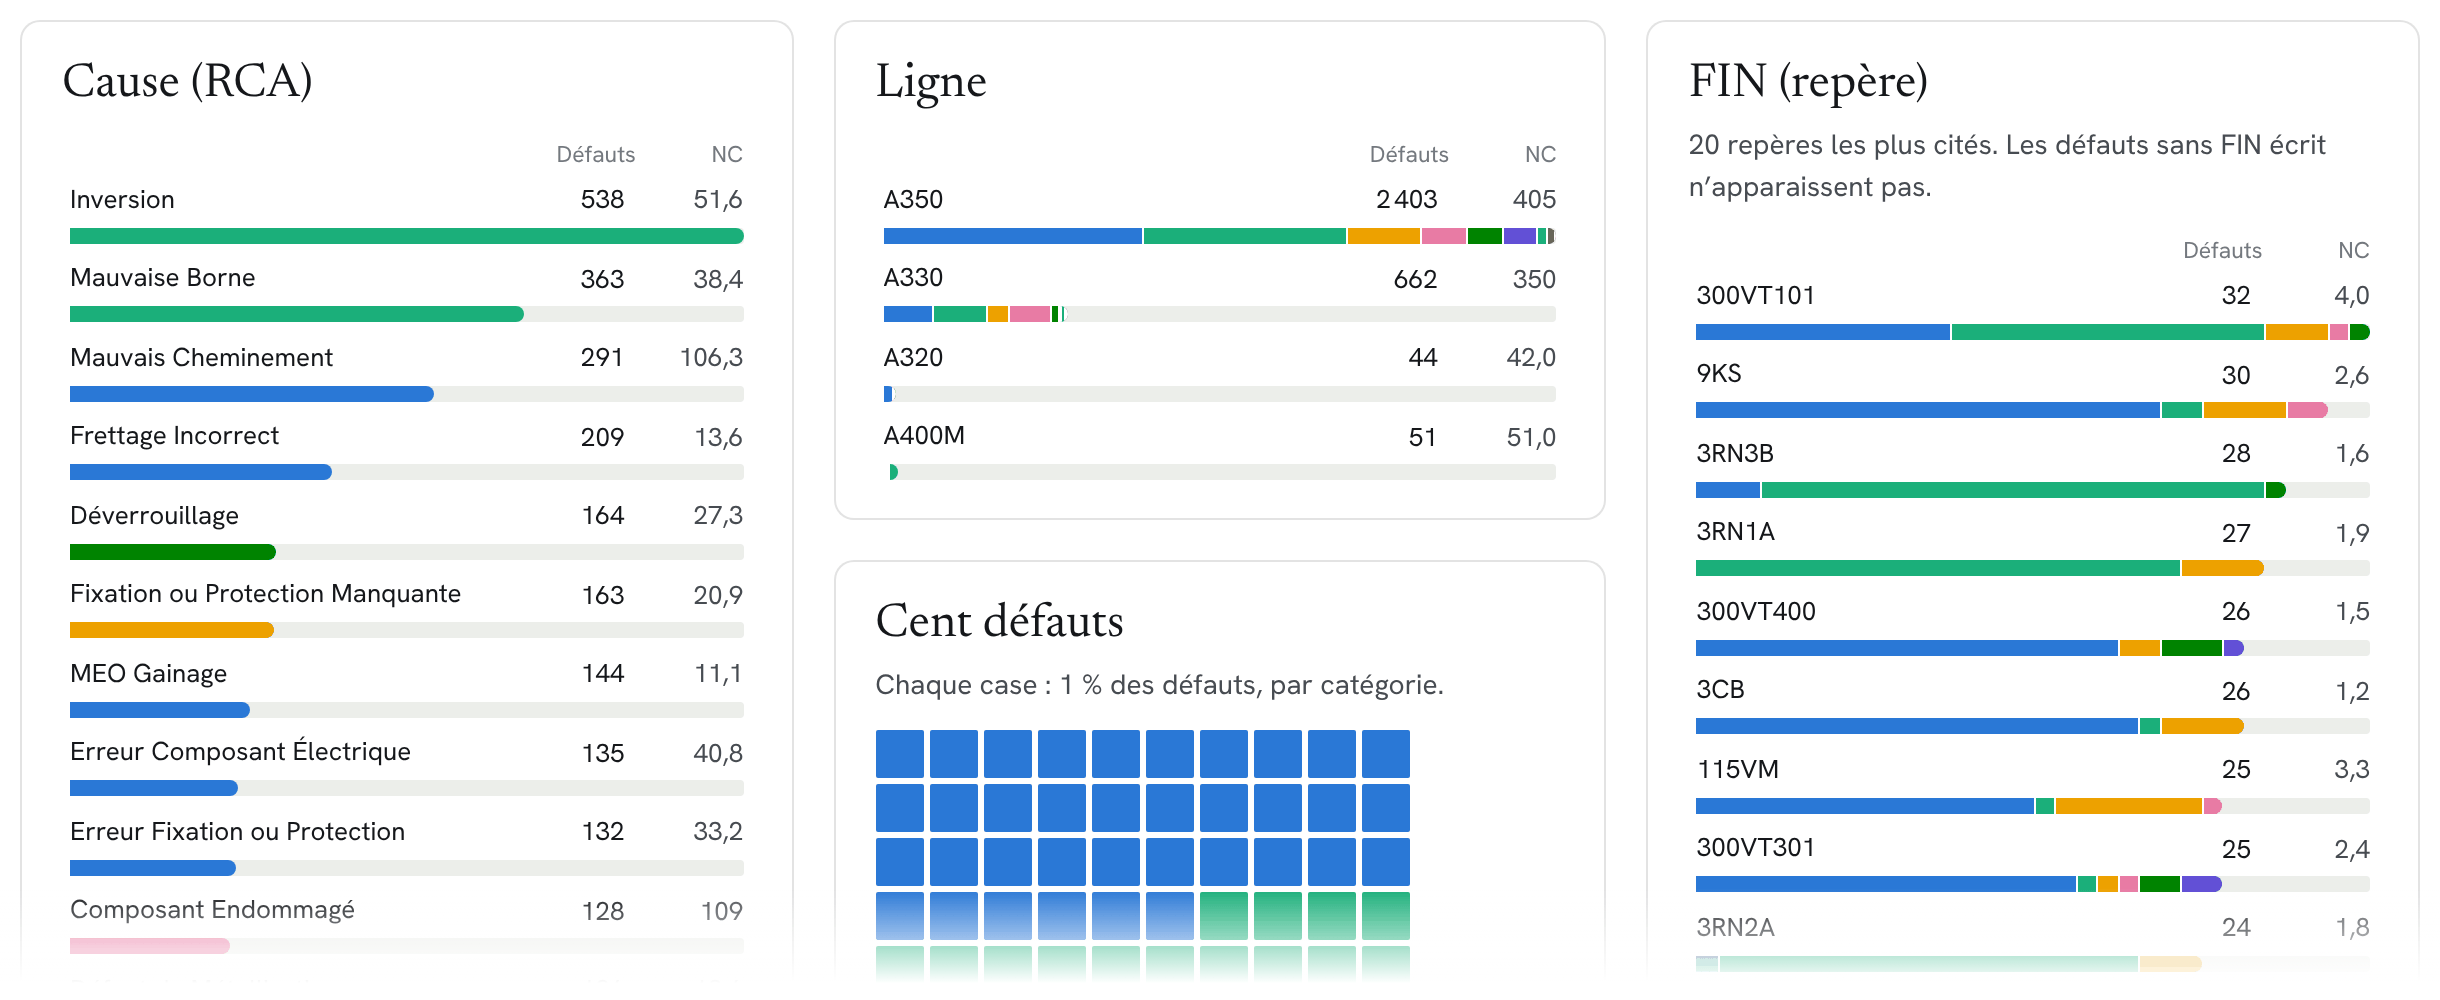 Cause (RCA)
Défauts NC
Inversion 538 51,6
Mauvaise Borne 363 38,4
Mauvais Cheminement 291 106,3
Frettage Incorrect 209 13,6
Déverrouillage 164 27,3
Fixation ou Protection Manquante 163 20,9
MEO Gainage 144 11,1
Erreur Composant Électrique 135 40,8
Erreur Fixation ou Protection 132 33,2
Composant Endommagé 128 109
Ligne
Défauts NC
A350 2 403 405
A330 662 350
A320 44 42,0
A400M 51 51,0
Cent défauts
Chaque case : 1 % des défauts, par catégorie.
FIN (repère)
20 repères les plus cités. Les défauts sans FIN écrit
n’apparaissent pas.
Défauts NC
300VT101 32 4,0
9KS 30 2,6
3RN3B 28 1,6
3RN1A 27 1,9
300VT400 26 1,5
3CB 26 1,2
115VM 25 3,3
300VT301 25 2,4
3RN2A 24 1,8